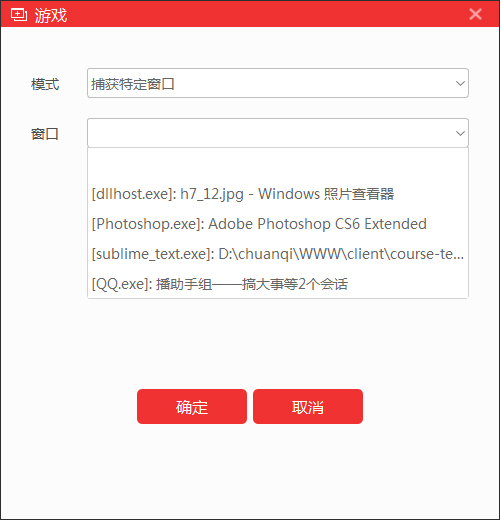 游戏
模式
捕获特定窗口
窗口
[dllhost.exe]: h7_12.jpg - Windows 照片查看器
[Photoshop.exe]: Adobe Photoshop CS6 Extended
[sublime_text.exe]: D:\chuanqi\WWW\client\course-te...
[QQ.exe]: 播助手组——搞大事等2个会话
确定 取消